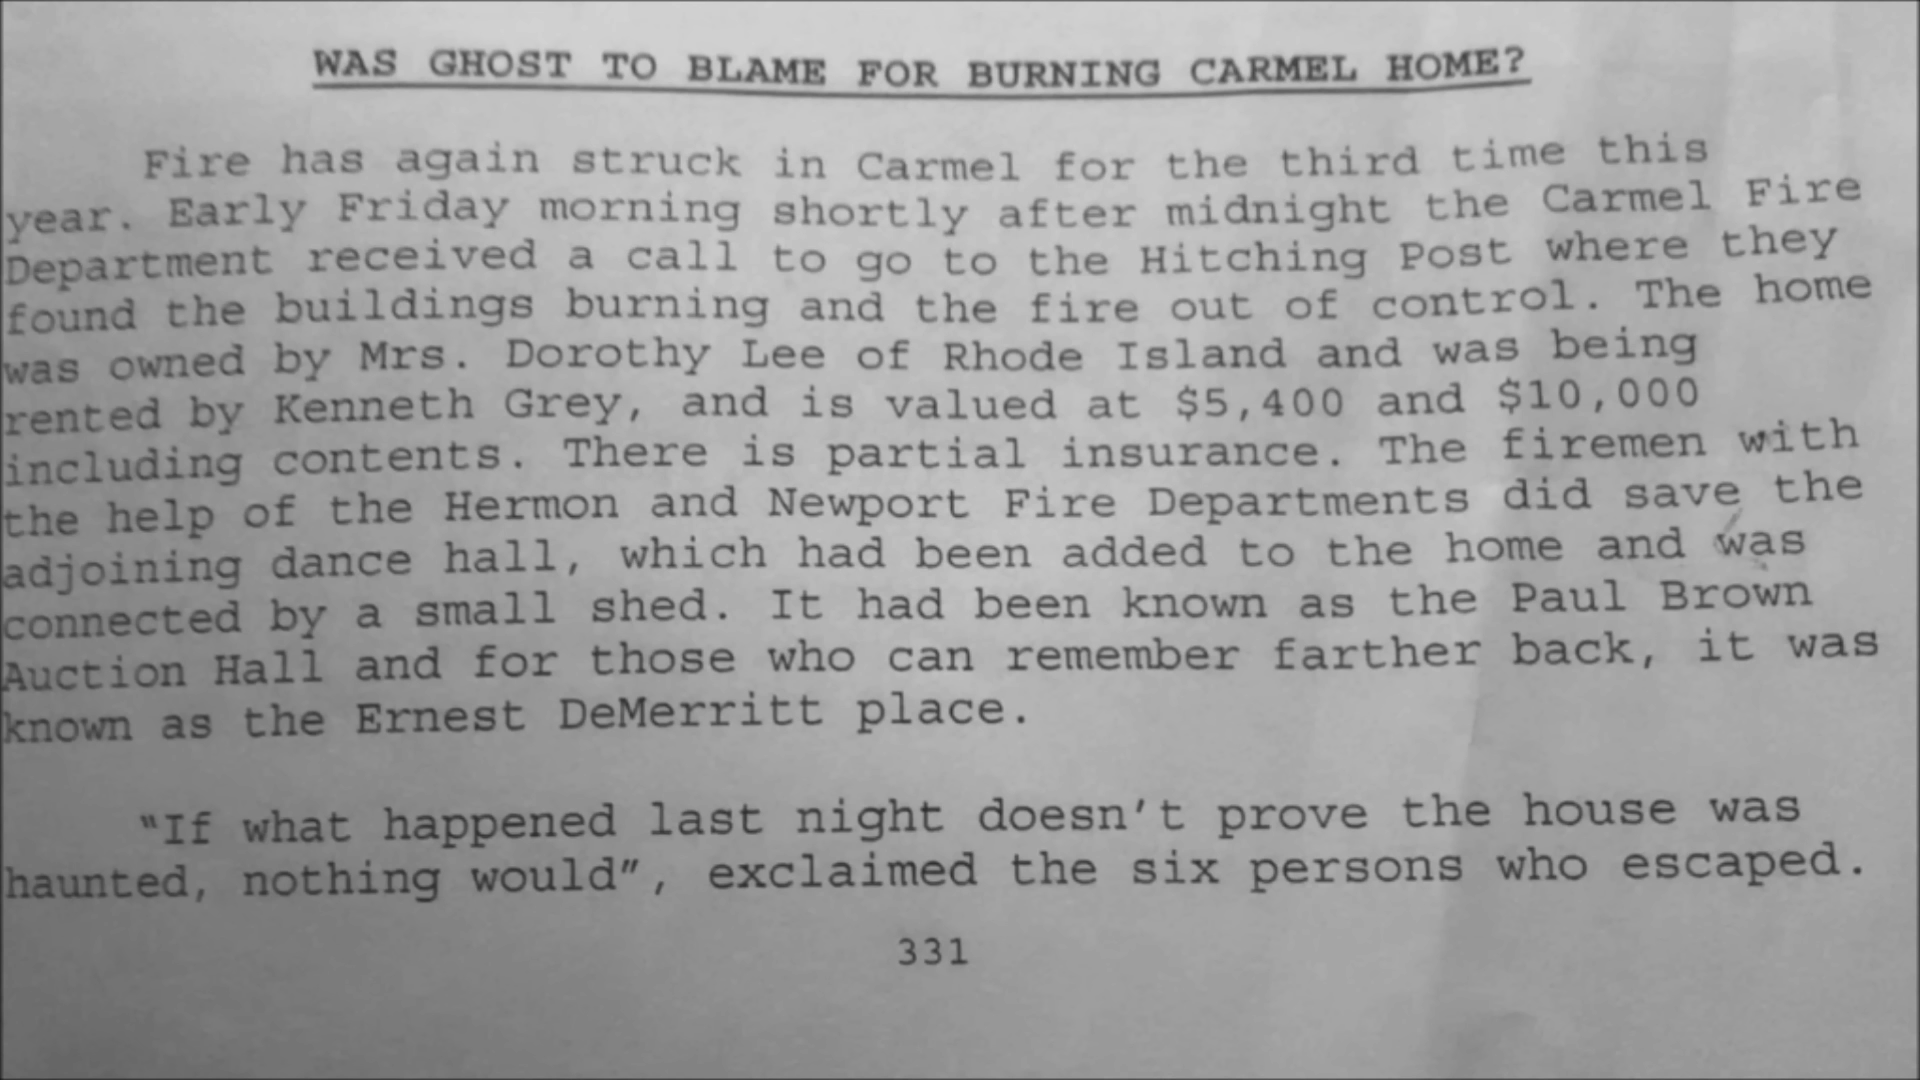 WAS GHOST TO BLAME FOR BURNING CARMEL HOME?
Fire has again struck in Carmel for the third time this
year. Early Friday morning shortly after midnight the Carmel Fire
Department received a call to go to the Hitching Post where they
found the buildings burning and the fire out of control. The home
was owned by Mrs. Dorothy Lee of Rhode Island and was being
rented by Kenneth Grey, and is valued at $5,400 and $10,000
including contents. There is partial insurance. The firemen with
the help of the Hermon and Newport Fire Departments did save the
adjoining dance hall, which had been added to the home and was
connected by a small shed. It had been known as the Paul Brown
Auction Hall and for those who can remember farther back, it was
known as the Ernest DeMerritt place.
"If what happened last night doesn't prove the house was
haunted, nothing would", exclaimed the six persons who escaped.
331